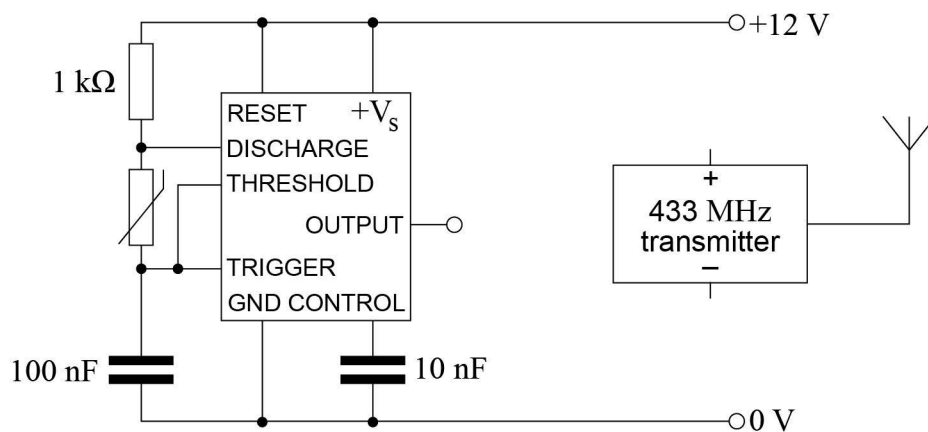 +12 V
1 kΩ
RESET
+Vs
DISCHARGE
THRESHOLD
OUTPUT
TRIGGER
GND CONTROL
100 nF
10 nF
0 V
+
433 MHz
transmitter
−